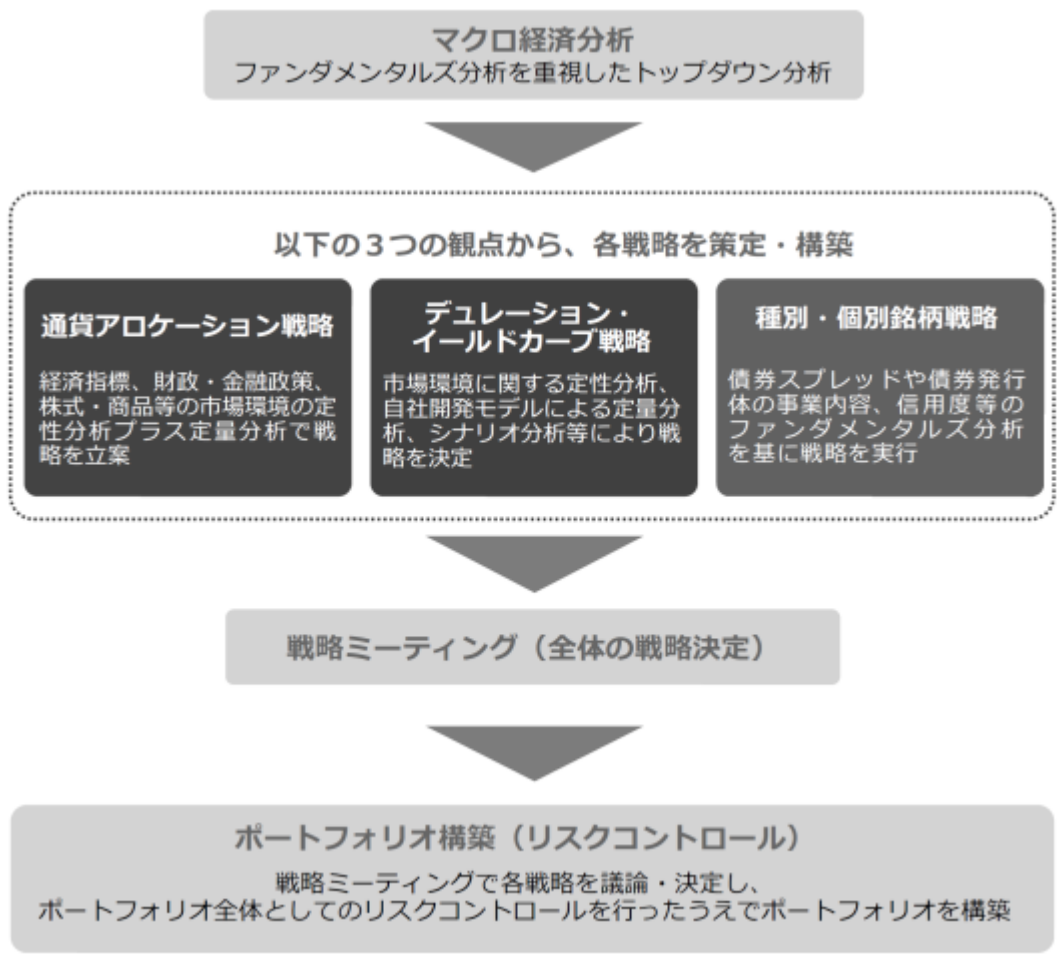 マクロ経済分析
ファンダメンタルズ分析を重視したトップダウン分析
以下の３つの観点から、各戦略を策定・構築
通貨アロケーション戦略
経済指標、財政・金融政策、
株式・商品等の市場環境の定
性分析プラス定量分析で戦
略を立案
デュレーション・
イールドカーブ戦略
市場環境に関する定性分析、
自社開発モデルによる定量分
析、シナリオ分析等により戦
略を決定
種別・個別銘柄戦略
債券スプレッドや債券発行
体の事業内容、信用度等の
ファンダメンタルズ分析
を基に戦略を実行
戦略ミーティング（全体の戦略決定）
ポートフォリオ構築（リスクコントロール）
戦略ミーティングで各戦略を議論・決定し、
ポートフォリオ全体としてのリスクコントロールを行ったうえでポートフォリオを構築